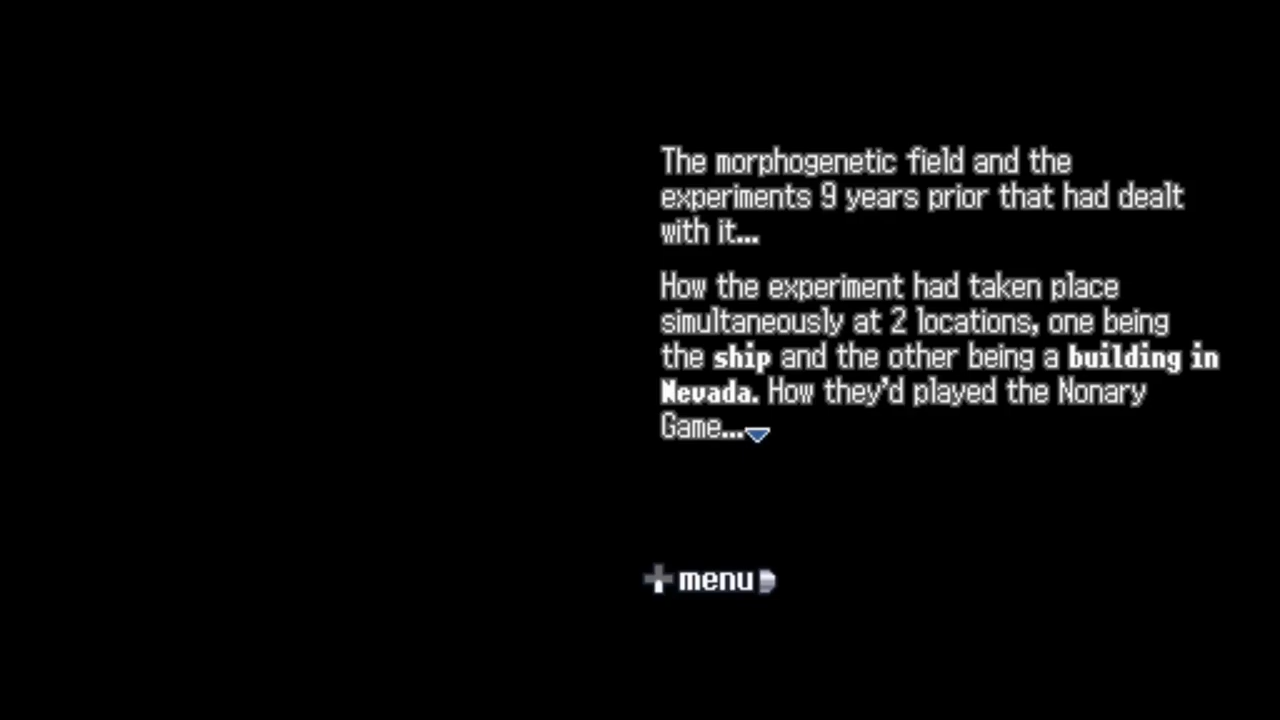 The morphogenetic field and the
experiments 9 years prior that had dealt
with it...
How the experiment had taken place
simultaneously at 2 locations, one being
the ship and the other being a building in
Nevada. How they'd played the Nonary
Game...
menu